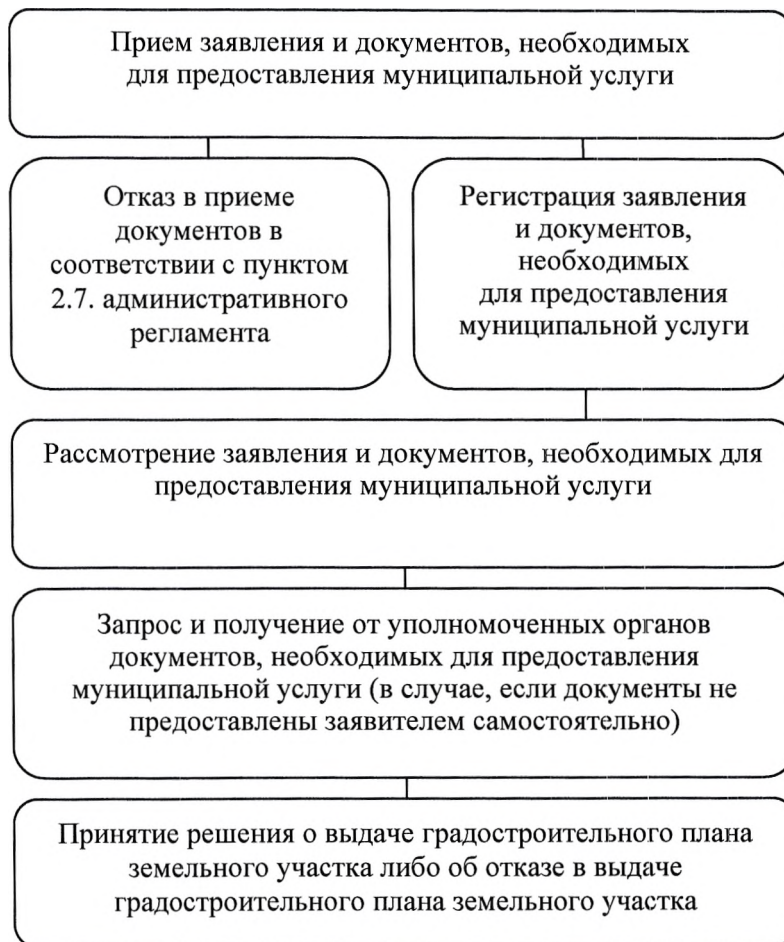 Прием заявления и документов, необходимых
для предоставления муниципальной услуги
Отказ в приеме
документов в
соответствии с пунктом
2.7. административного
регламента
Регистрация заявления
и документов,
необходимых
для предоставления
муниципальной услуги
Рассмотрение заявления и документов, необходимых для
предоставления муниципальной услуги
Запрос и получение от уполномоченных органов
документов, необходимых для предоставления
муниципальной услуги (в случае, если документы не
предоставлены заявителем самостоятельно)
Принятие решения о выдаче градостроительного плана
земельного участка либо об отказе в выдаче
градостроительного плана земельного участка